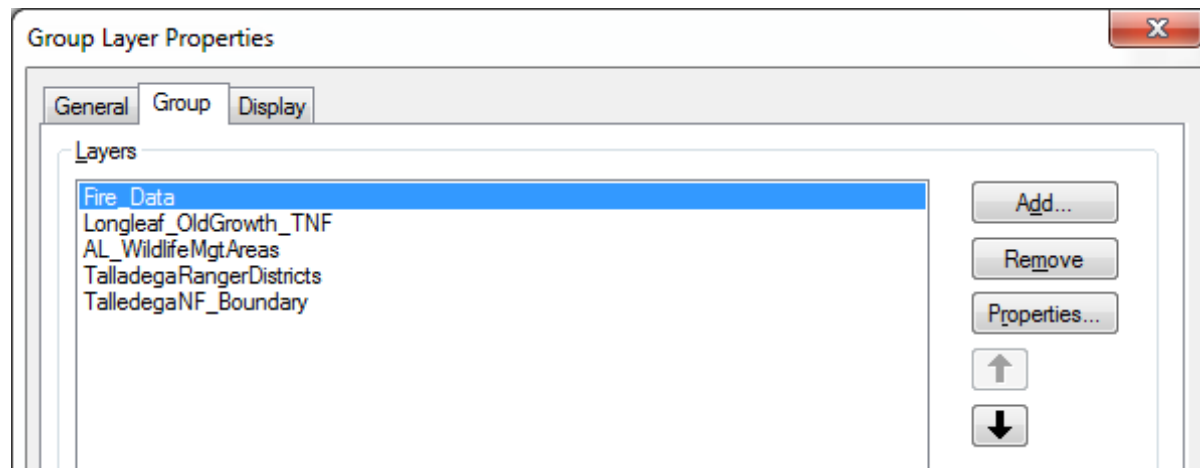 Group Layer Properties
General Group Display
Layers
Fire_Data
Longleaf_OldGrowth_TNF
AL_WildlifeMgtAreas
TalladegaRangerDistricts
TalledegaNF_Boundary
Add...
Remove
Properties...